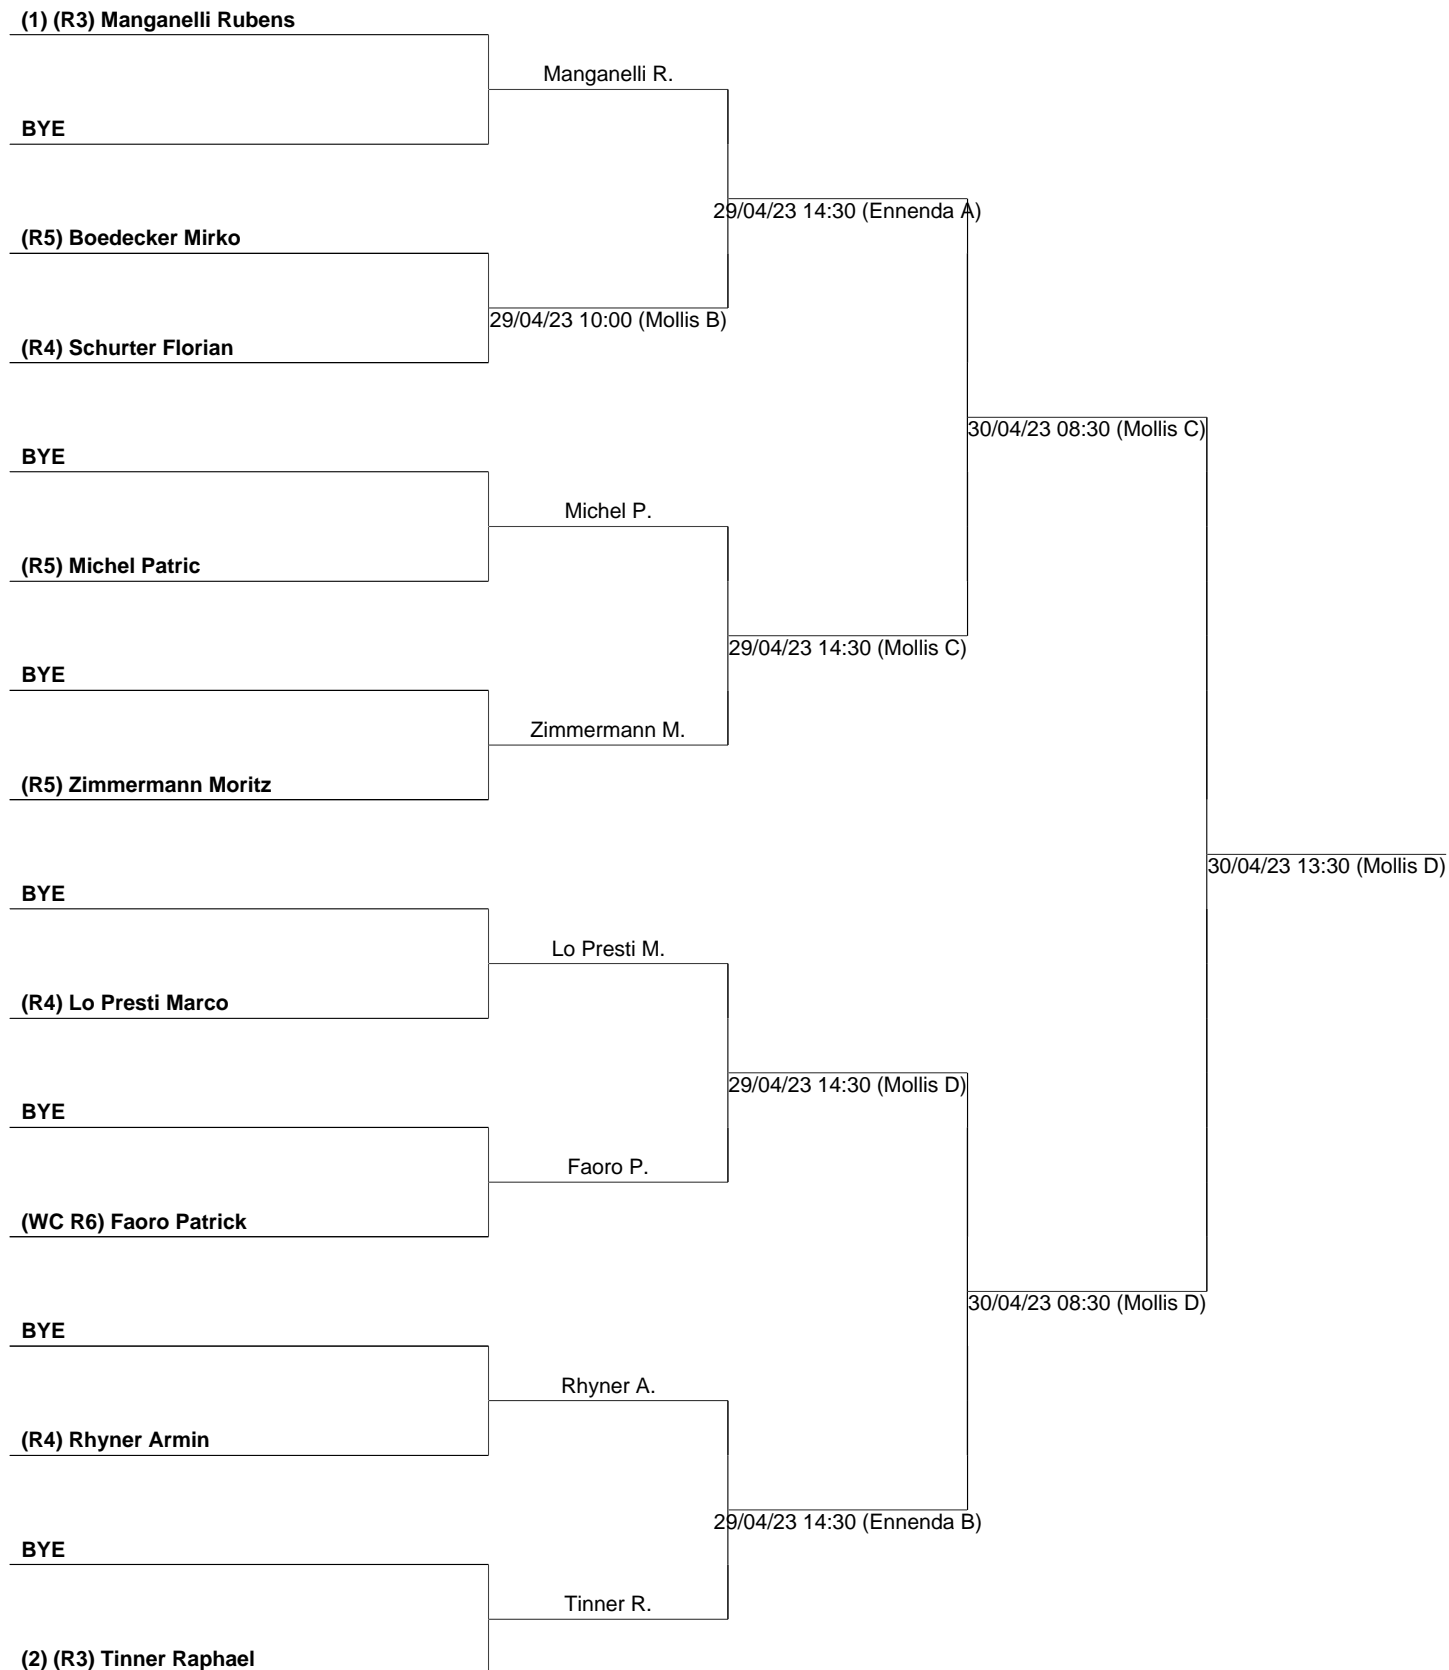 (1) (R3) Manganelli Rubens
Manganelli R.
BYE
29/04/23 14:30 (Ennenda A)
(R5) Boedecker Mirko
29/04/23 10:00 (Mollis B)
(R4) Schurter Florian
30/04/23 08:30 (Mollis C)
BYE
Michel P.
(R5) Michel Patric
29/04/23 14:30 (Mollis C)
BYE
Zimmermann M.
(R5) Zimmermann Moritz
30/04/23 13:30 (Mollis D)
BYE
Lo Presti M.
(R4) Lo Presti Marco
29/04/23 14:30 (Mollis D)
BYE
Faoro P.
(WC R6) Faoro Patrick
30/04/23 08:30 (Mollis D)
BYE
Rhyner A.
(R4) Rhyner Armin
29/04/23 14:30 (Ennenda B)
BYE
Tinner R.
(2) (R3) Tinner Raphael